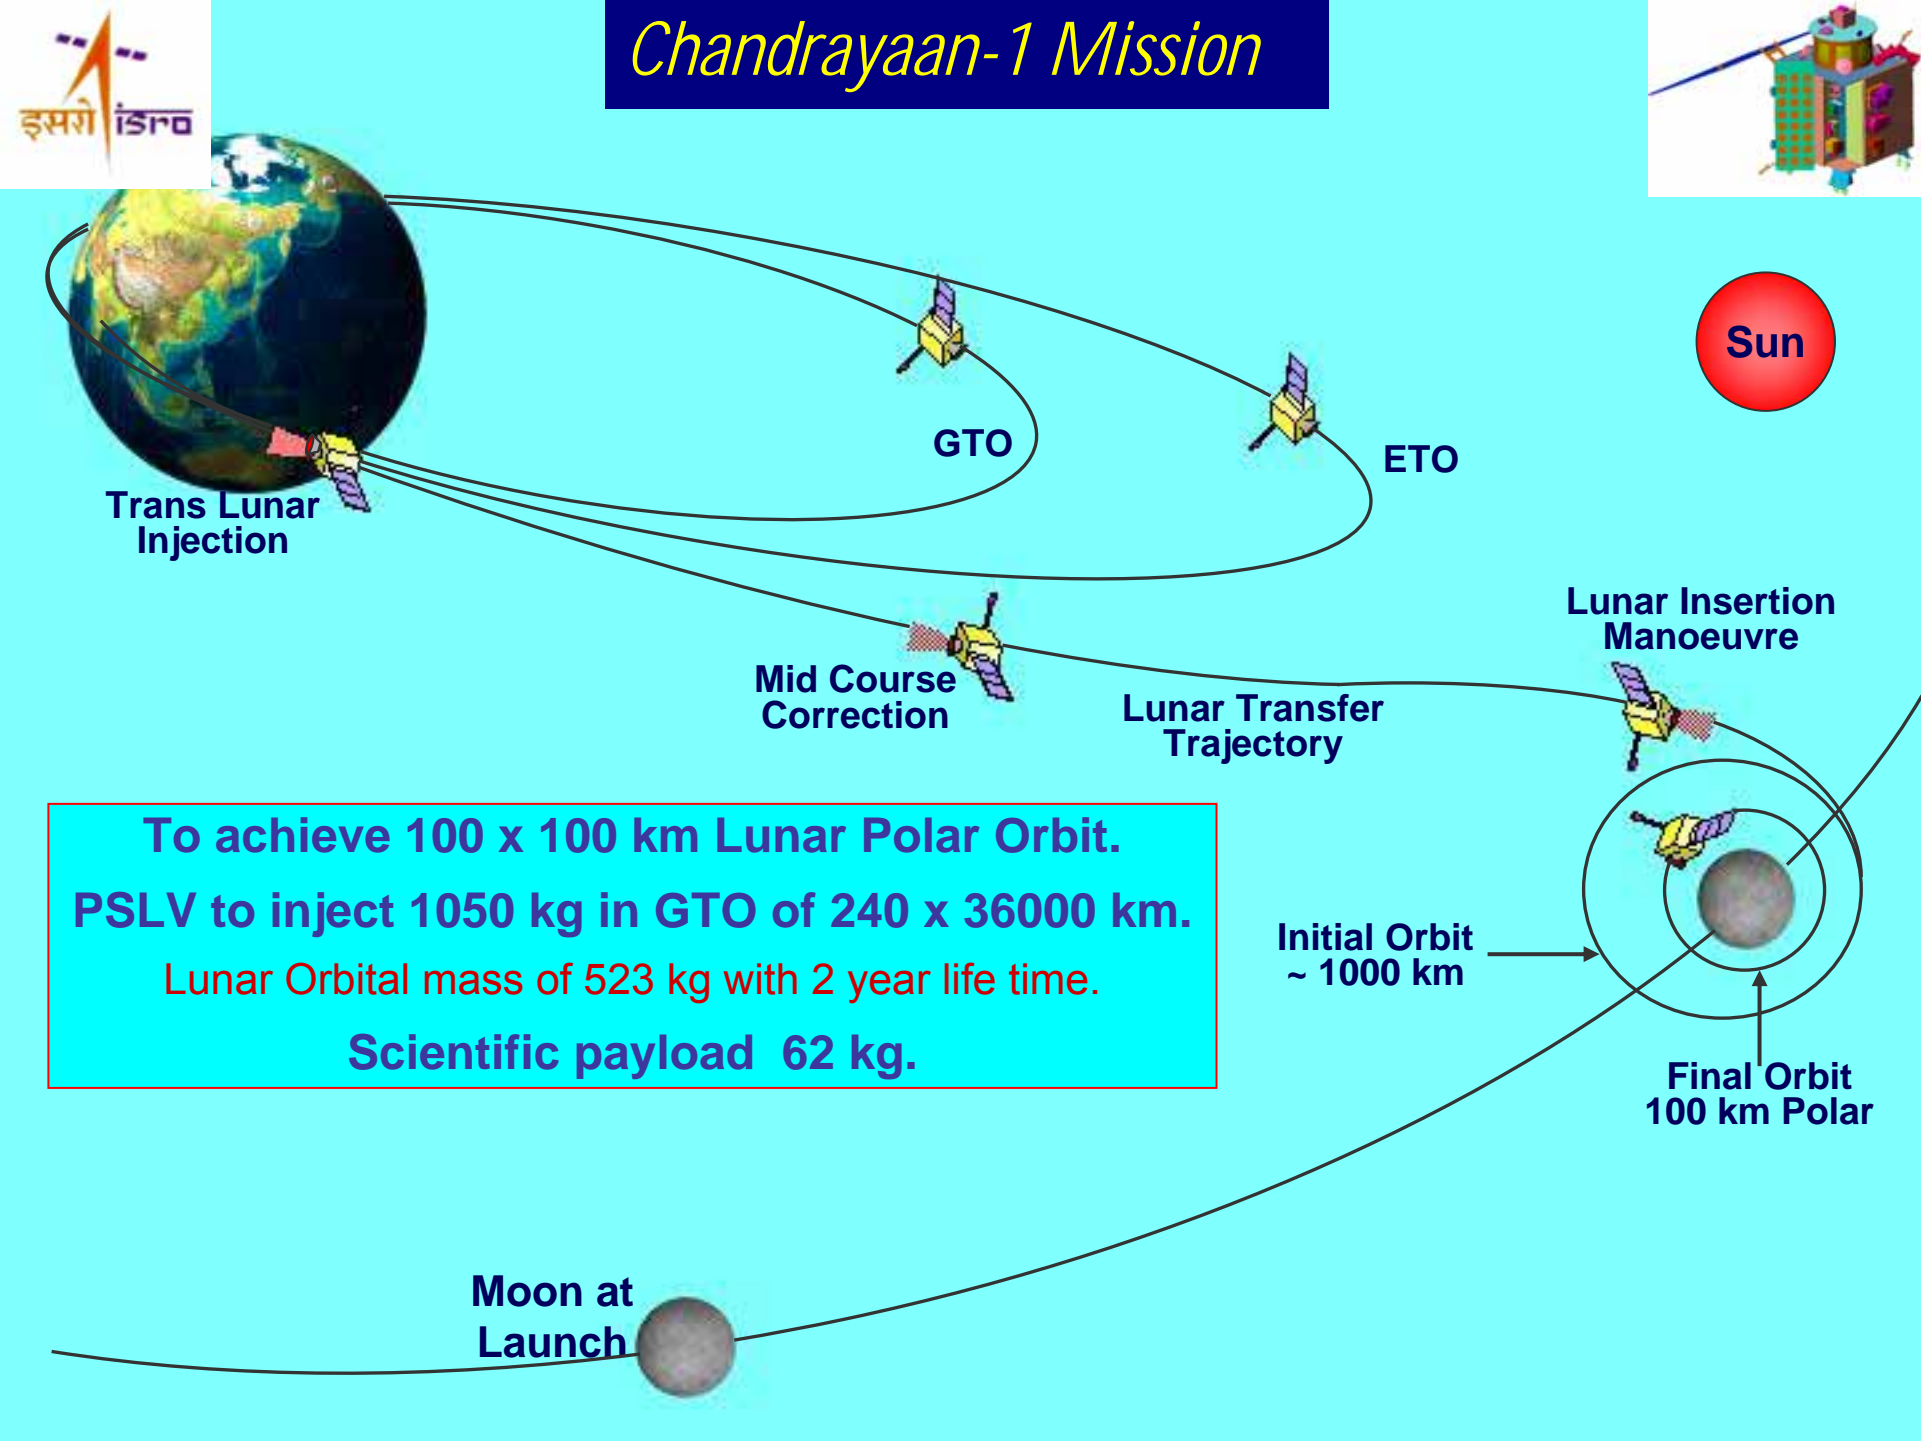 Chandrayaan-1 Mission
इसरो isro
Sun
GTO
ETO
Trans Lunar
Injection
Lunar Insertion
Manoeuvre
Mid Course
Correction
Lunar Transfer
Trajectory
To achieve 100 x 100 km Lunar Polar Orbit.
PSLV to inject 1050 kg in GTO of 240 x 36000 km.
Lunar Orbital mass of 523 kg with 2 year life time.
Scientific payload 62 kg.
Initial Orbit
~ 1000 km
Final Orbit
100 km Polar
Moon at
Launch